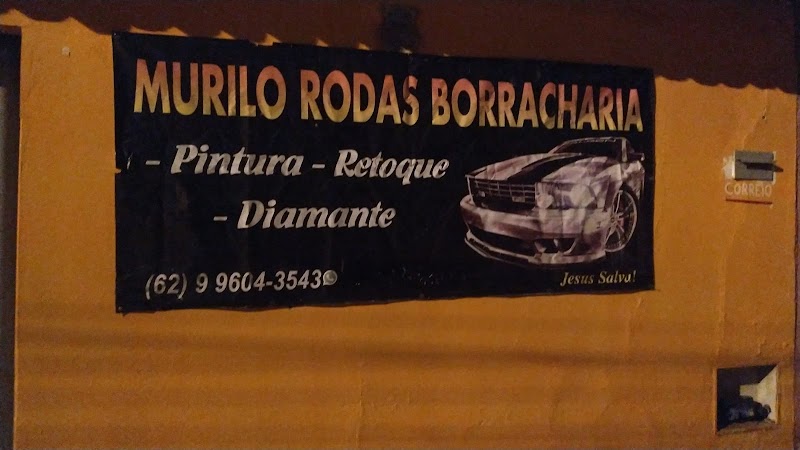 MURILO RODAS BORRACHARIA
- Pintura - Retoque
- Diamante
(62) 9 9604-3543
Jesus Salva!
CORREIO